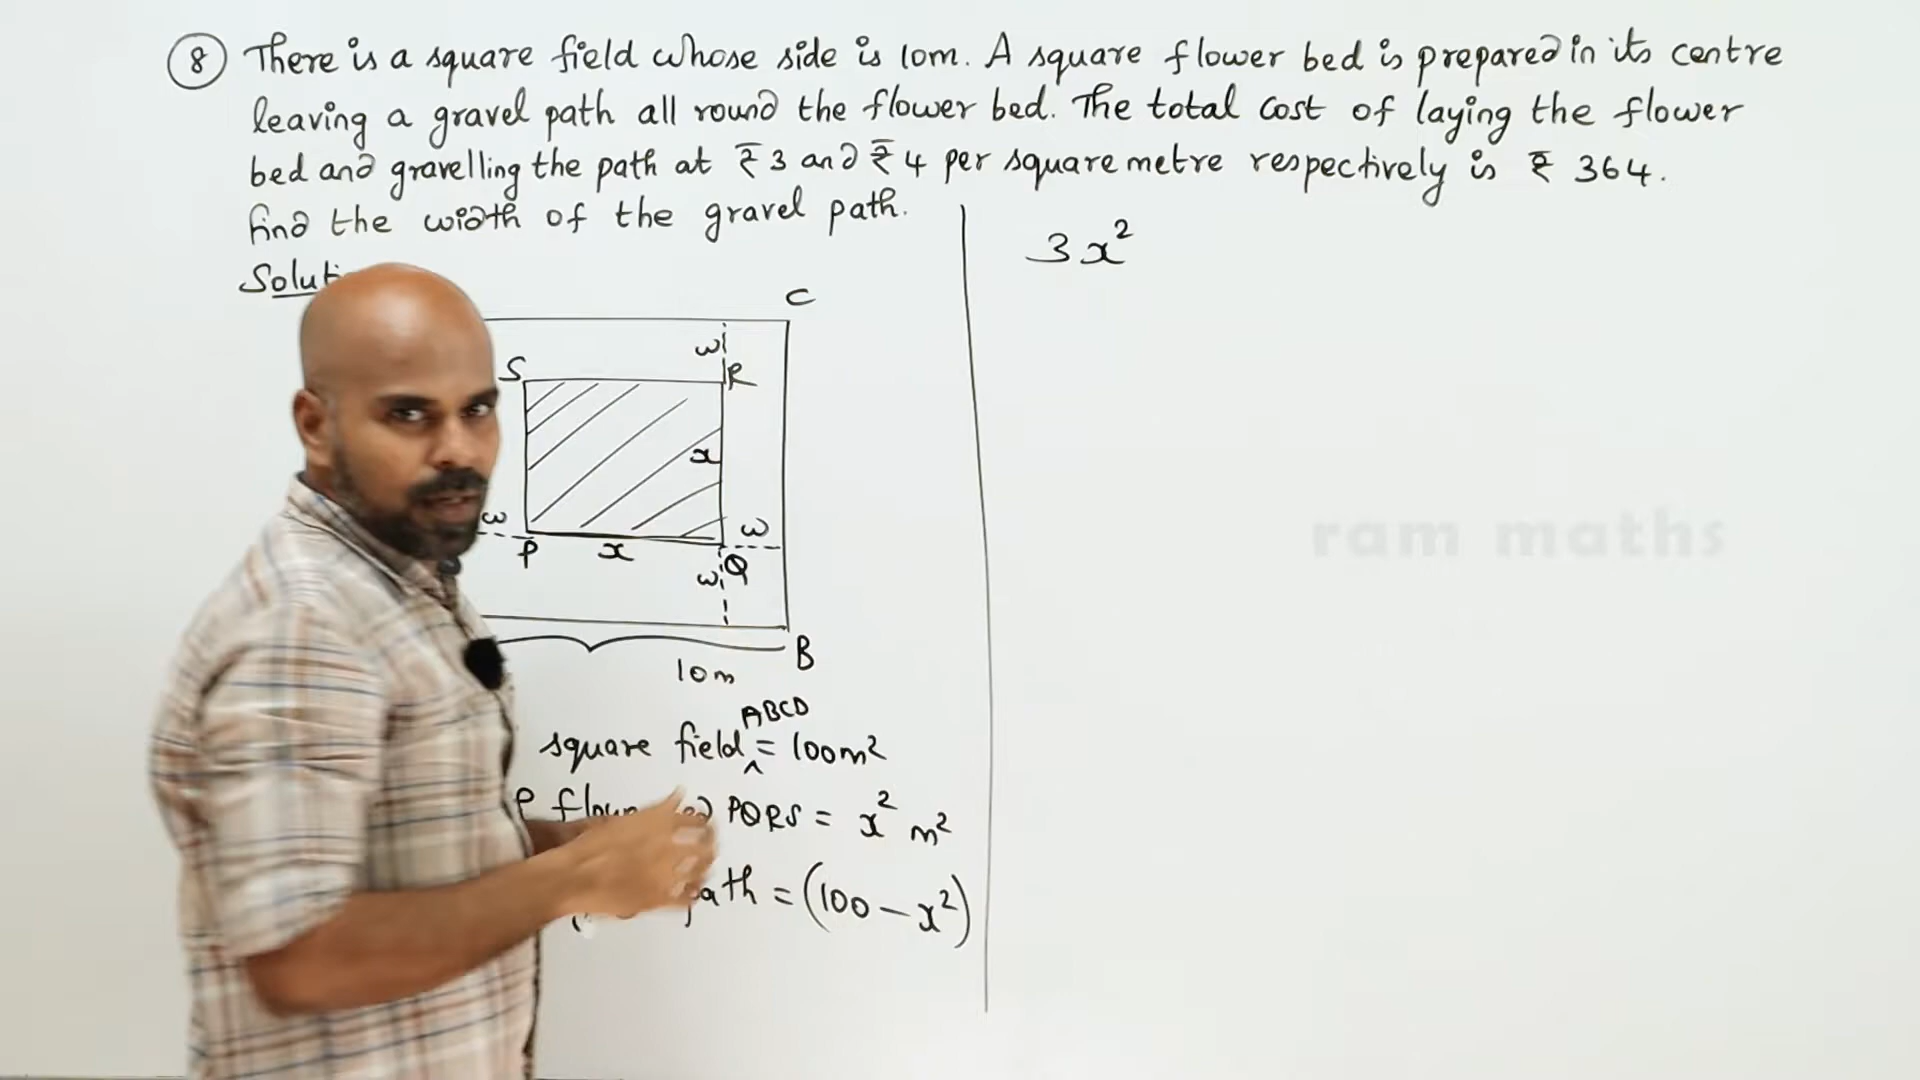 8 There is a square field whose side is 10m. A square flower bed is prepared in its centre
leaving a gravel path all round the flower bed. The total cost of laying the flower
bed and gravelling the path at ₹ 3 and ₹ 4 per square metre respectively is ₹ 364.
find the width of the gravel path.
3x²
C
w
S
R
x
w
w
P
x
Q
w
B
10m
ABCD
square field ^ = 100m²
PQRS = x² m²
path = (100 - x²)
ram maths